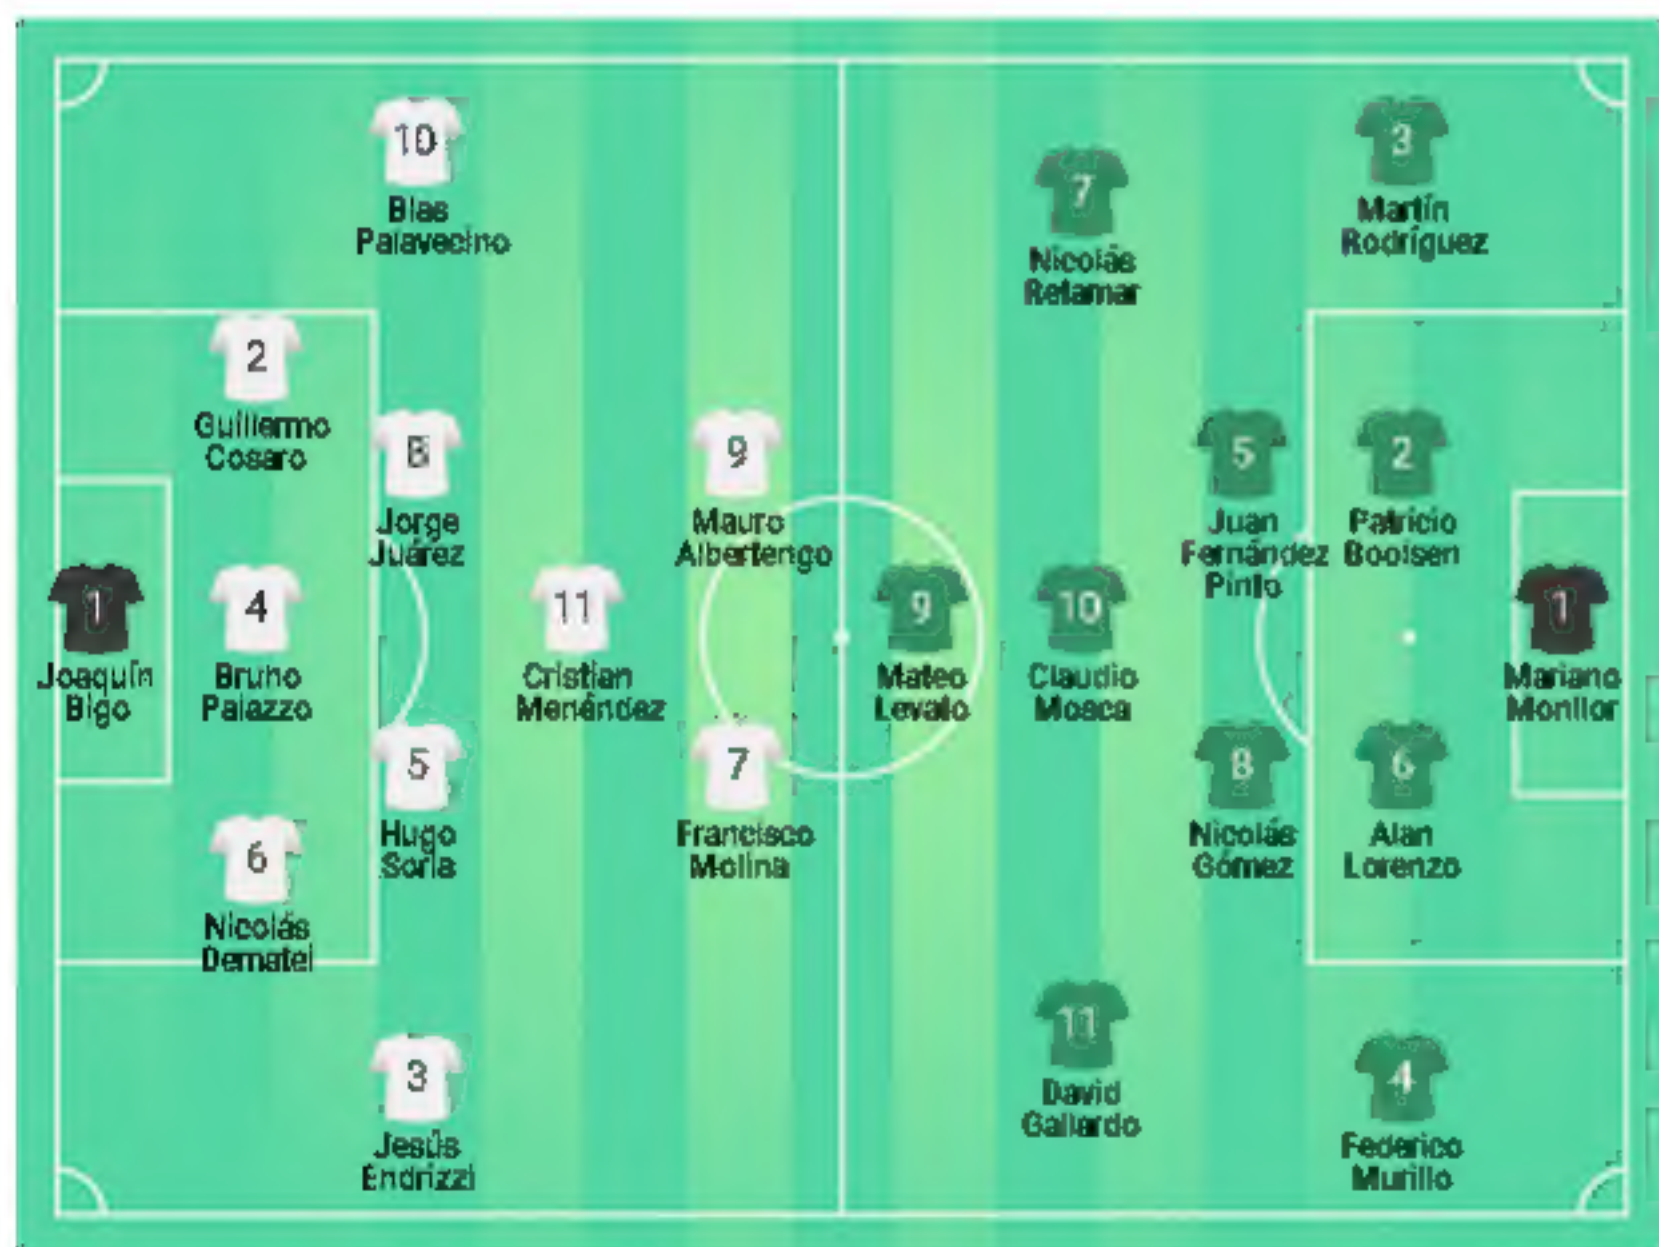 10
Blas
Palavecino
2
Guillermo
Cosaro
8
Jorge
Juárez
9
Mauro
Albertengo
1
Joaquín
Bigo
4
Bruno
Palazzo
11
Cristian
Menéndez
5
Hugo
Soria
7
Francisco
Molina
6
Nicolás
Dematei
3
Jesús
Endrizzi
7
Nicolás
Retamar
3
Martín
Rodríguez
5
Juan
Fernández
Pinto
2
Patricio
Boolsen
9
Mateo
Levato
10
Claudio
Mosca
1
Mariano
Monllor
8
Nicolás
Gómez
6
Alan
Lorenzo
11
David
Gallardo
4
Federico
Murillo